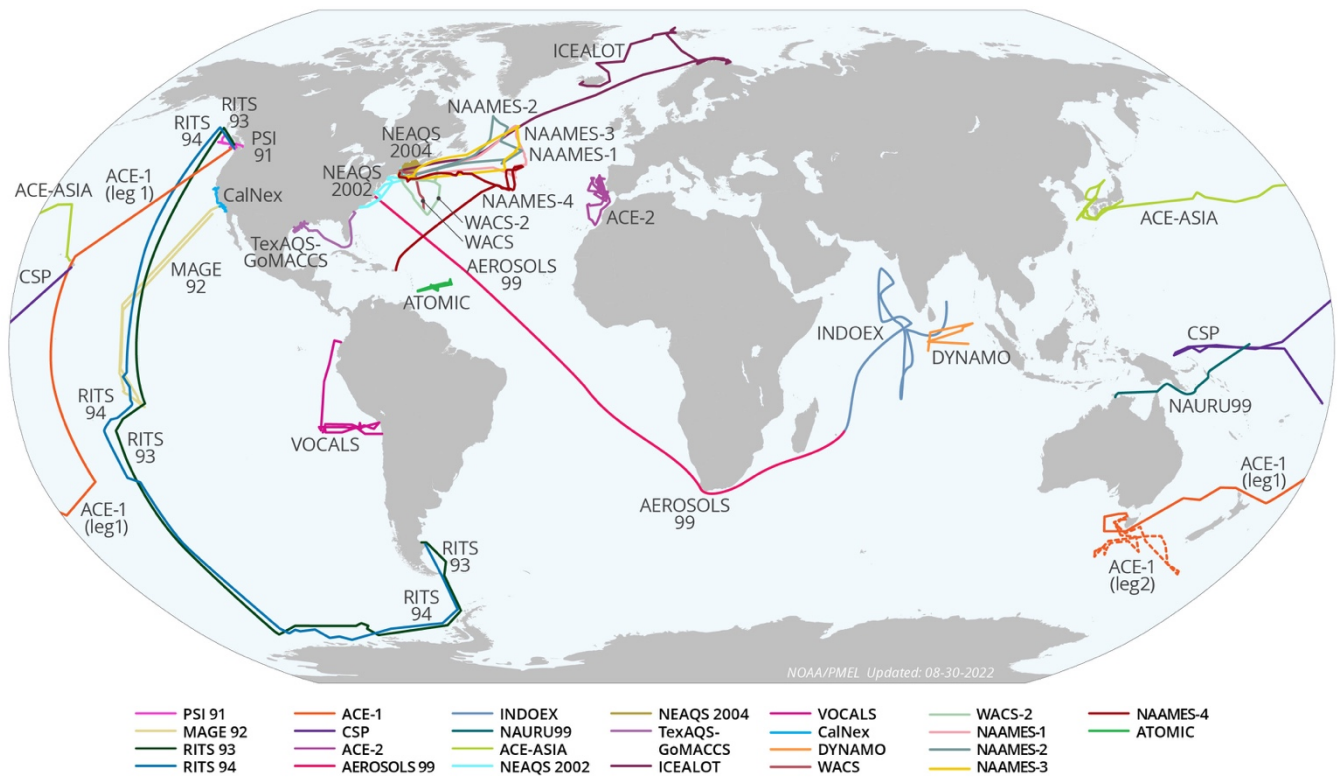 ICEALOT
NAAMES-2
RITS
93
RITS
94
PSI
91
NEAQS
2004
NAAMES-3
NAAMES-1
ACE-ASIA
ACE-1
(leg 1)
CalNex
NEAQS
2002
NAAMES-4
ACE-2
ACE-ASIA
WACS-2
WACS
TexAQS-
GoMACCS
CSP
MAGE
92
AEROSOLS
99
ATOMIC
INDOEX
DYNAMO
CSP
NAURU99
RITS
94
RITS
93
VOCALS
ACE-1
(leg1)
ACE-1
(leg1)
AEROSOLS
99
RITS
93
ACE-1
(leg2)
RITS
94
NOAA/PMEL Updated: 08-30-2022
PSI 91
MAGE 92
RITS 93
RITS 94
ACE-1
CSP
ACE-2
AEROSOLS 99
INDOEX
NAURU99
ACE-ASIA
NEAQS 2002
NEAQS 2004
TexAQS-
GoMACCS
ICEALOT
VOCALS
CalNex
DYNAMO
WACS
WACS-2
NAAMES-1
NAAMES-2
NAAMES-3
NAAMES-4
ATOMIC